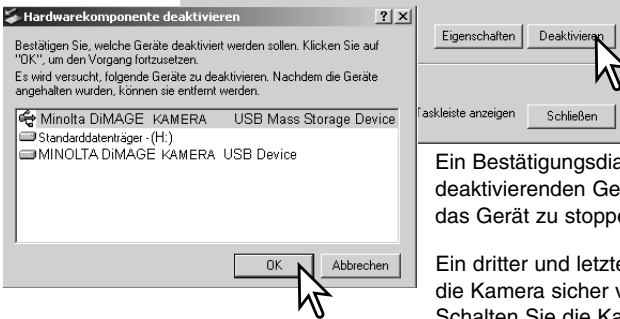 Hardwarekomponente deaktivieren
Bestätigen Sie, welche Geräte deaktiviert werden sollen. Klicken Sie auf
"OK", um den Vorgang fortzusetzen.
Es wird versucht, folgende Geräte zu deaktivieren. Nachdem die Geräte
angehalten wurden, können sie entfernt werden.
Minolta DiMAGE KAMERA USB Mass Storage Device
Standarddatenträger - (H:)
MINOLTA DiMAGE KAMERA USB Device
OK Abbrechen
Eigenschaften Deaktivieren
Taskleiste anzeigen Schließen
Ein Bestätigungsdia
deaktivierenden Ge
das Gerät zu stoppe
Ein dritter und letzte
die Kamera sicher v
Schalten Sie die Ka